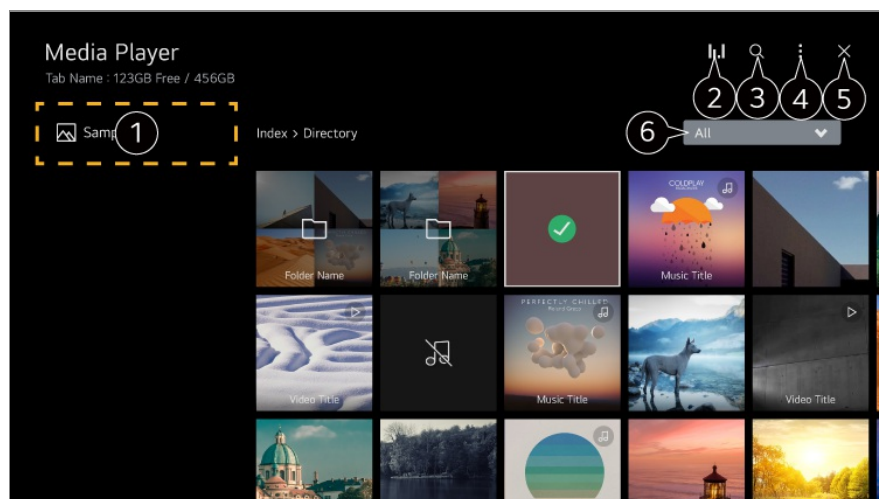 Media Player
Tab Name : 123GB Free / 456GB
2 3 4 5
1
Index > Directory
6
All
Folder Name
Folder Name
COLDPLAY
Music Title
Video Title
PERFECTLY CHILLED
Music Title
Video Title